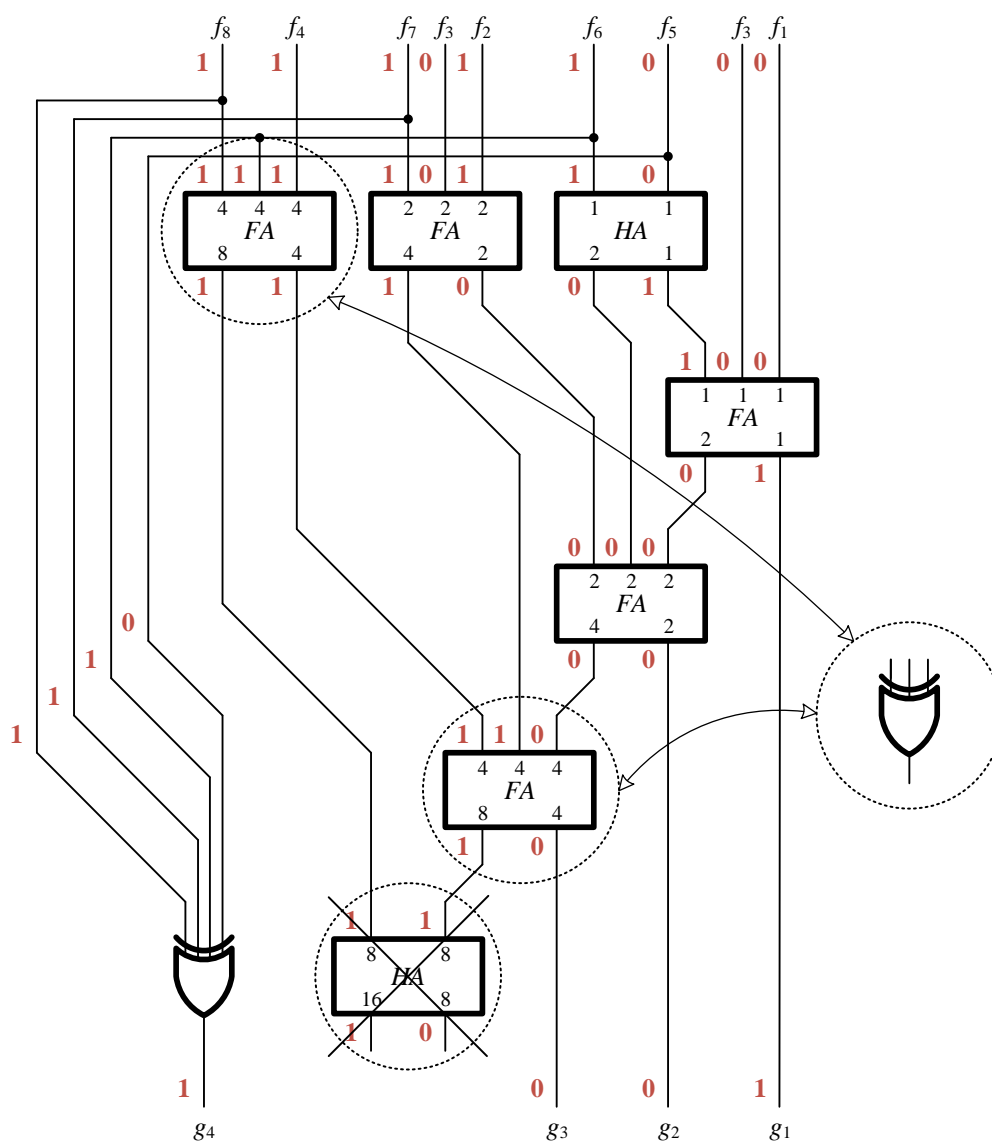 f8 f4 f7 f3 f2 f6 f5 f3 f1
1 1 1 0 1 1 0 0 0
1 1 1 1 0 1 1 0
4 4 4 2 2 2 1 1
FA FA HA
8 4 4 2 2 1
1 1 1 0 0 1
1 0 0
1 1 1
FA
2 1
0 1
0 0 0
2 2 2
FA
0
4 2
1 0 0
1
1 1 1 0
4 4 4
FA
8 4
1 0
1 1
8 8
HA
16 8
1 0
1 0 0 1
g4 g3 g2 g1